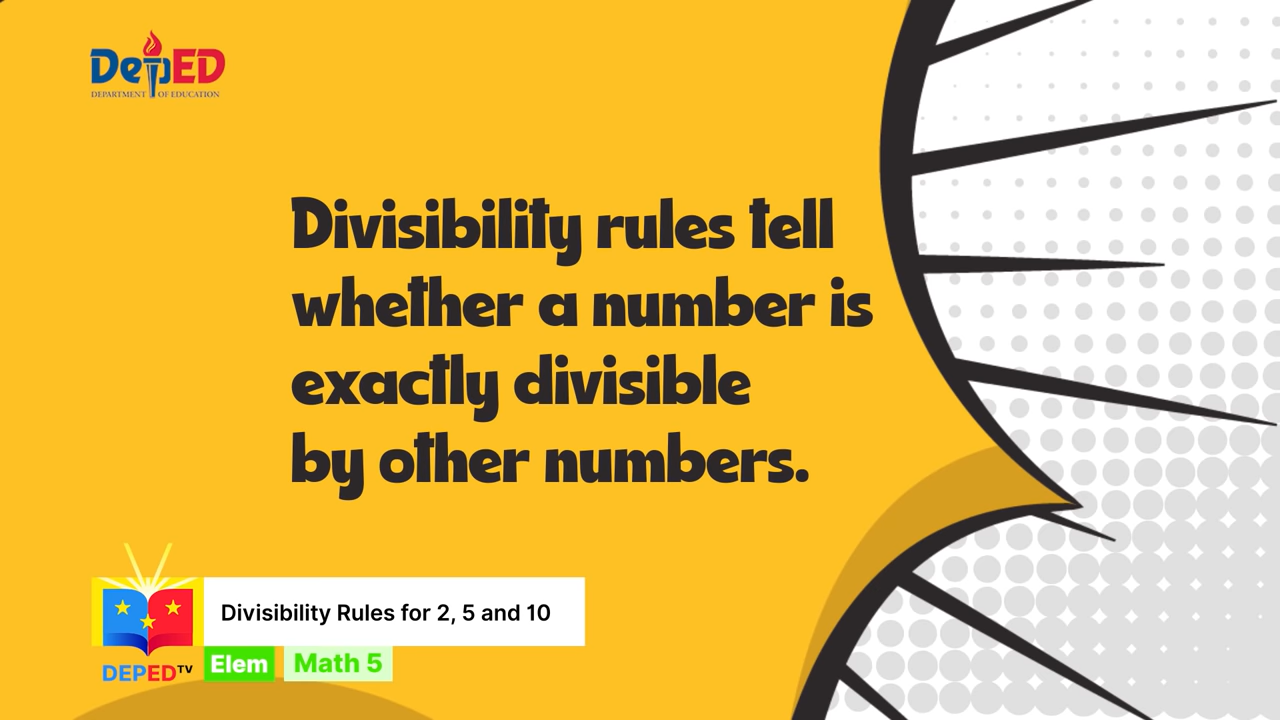 DepED
DEPARTMENT OF EDUCATION
Divisibility rules tell
whether a number is
exactly divisible
by other numbers.
Divisibility Rules for 2, 5 and 10
DEPED TV
Elem
Math 5